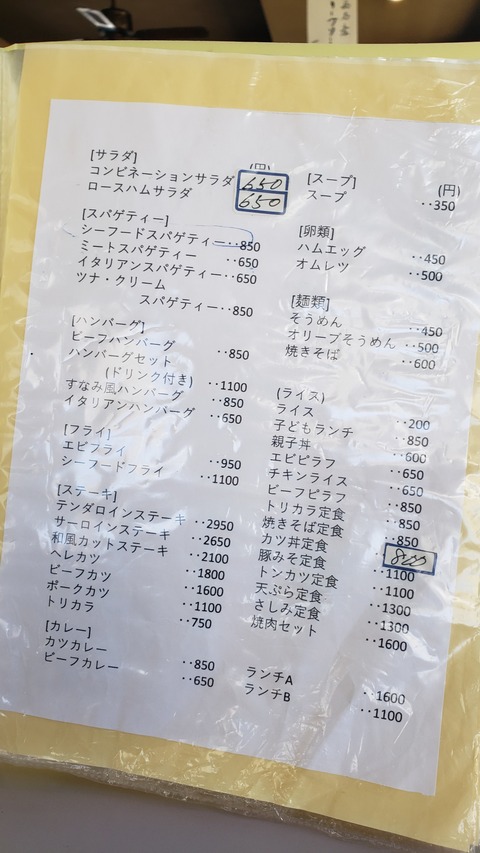 [サラダ] (円)
コンビネーションサラダ 650
ロースハムサラダ 650
[スパゲティー]
シーフードスパゲティー‥850
ミートスパゲティー ‥650
イタリアンスパゲティー‥650
ツナ・クリーム
スパゲティー‥850
[ハンバーグ]
ビーフハンバーグ ‥850
ハンバーグセット
(ドリンク付き) ‥1100
すなみ風ハンバーグ ‥850
イタリアンハンバーグ ‥650
[フライ]
エビフライ ‥950
シーフードフライ ‥1100
[ステーキ]
テンダロインステーキ ‥2950
サーロインステーキ ‥2650
和風カットステーキ ‥2100
ヘレカツ ‥1800
ビーフカツ ‥1600
ポークカツ ‥1100
トリカラ ‥750
[カレー]
カツカレー ‥850
ビーフカレー ‥650
[スープ] (円)
スープ ‥350
[卵類]
ハムエッグ ‥450
オムレツ ‥500
[麺類]
そうめん ‥450
オリーブそうめん ‥500
焼きそば ‥600
(ライス)
ライス ‥200
子どもランチ ‥850
親子丼 ‥600
エビピラフ ‥650
チキンライス ‥650
ビーフピラフ ‥850
トリカラ定食 ‥850
焼きそば定食 ‥850
カツ丼定食 800
豚みそ定食 ‥1100
トンカツ定食 ‥1100
天ぷら定食 ‥1300
さしみ定食 ‥1300
焼肉セット ‥1600
ランチA ‥1600
ランチB ‥1100